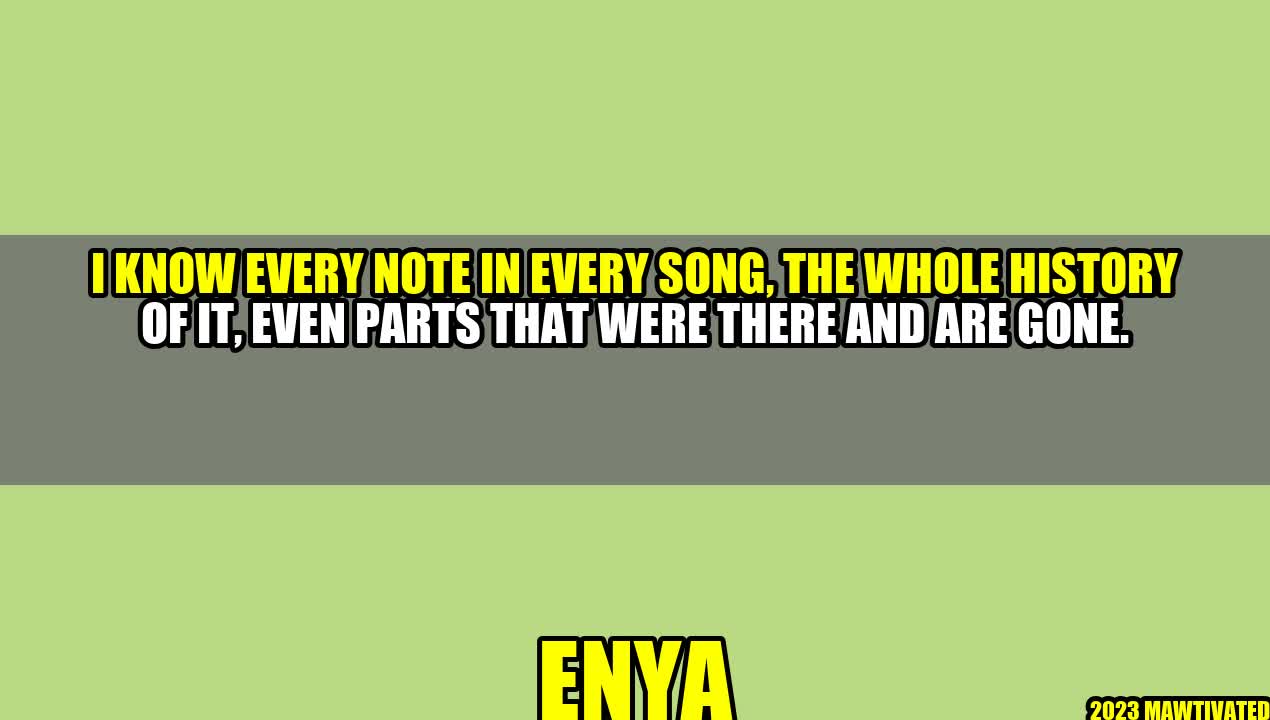 I KNOW EVERY NOTE IN EVERY SONG, THE WHOLE HISTORY
OF IT, EVEN PARTS THAT WERE THERE AND ARE GONE.
ENYA
2023 MAWTIVATED